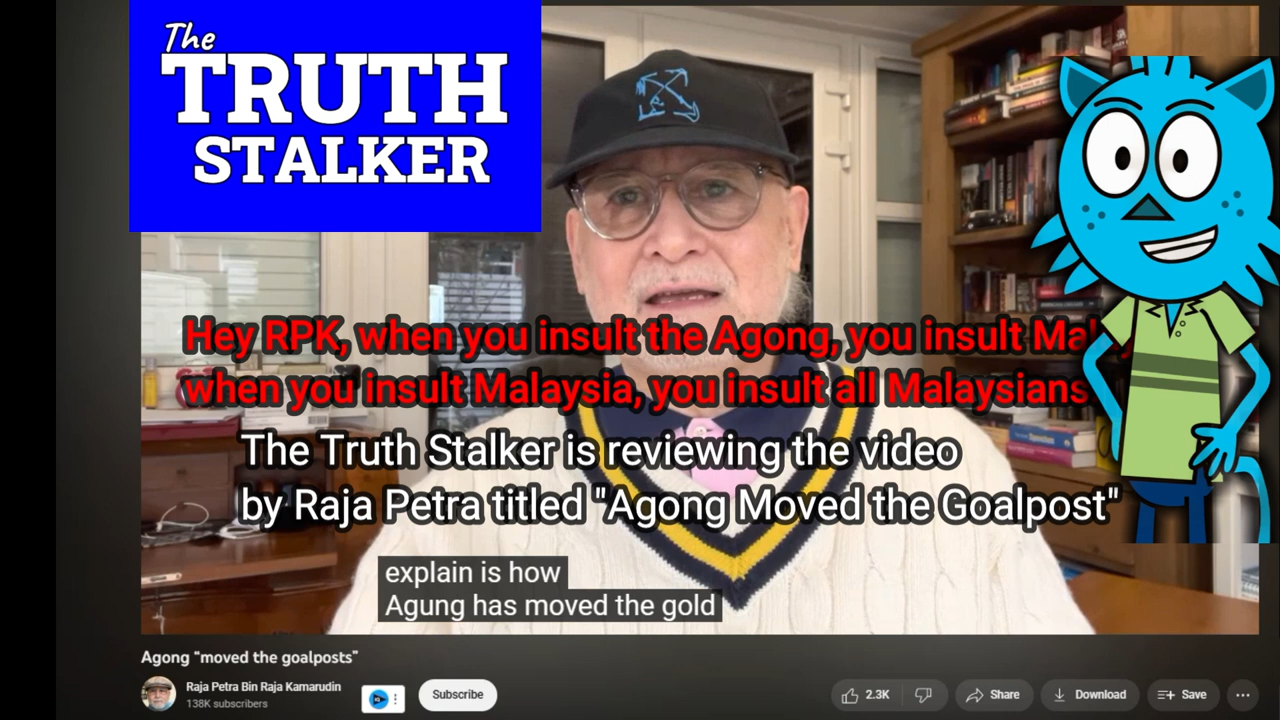 The
TRUTH
STALKER
Hey RPK, when you insult the Agong, you insult
when you insult Malaysia, you insult all Malaysians
The Truth Stalker is reviewing the video
by Raja Petra titled "Agong Moved the Goalpost"
explain is how
Agung has moved the gold
Agong “moved the goalposts”
Raja Petra Bin Raja Kamarudin
138K subscribers
Subscribe
2.3K
Share
Download
Save